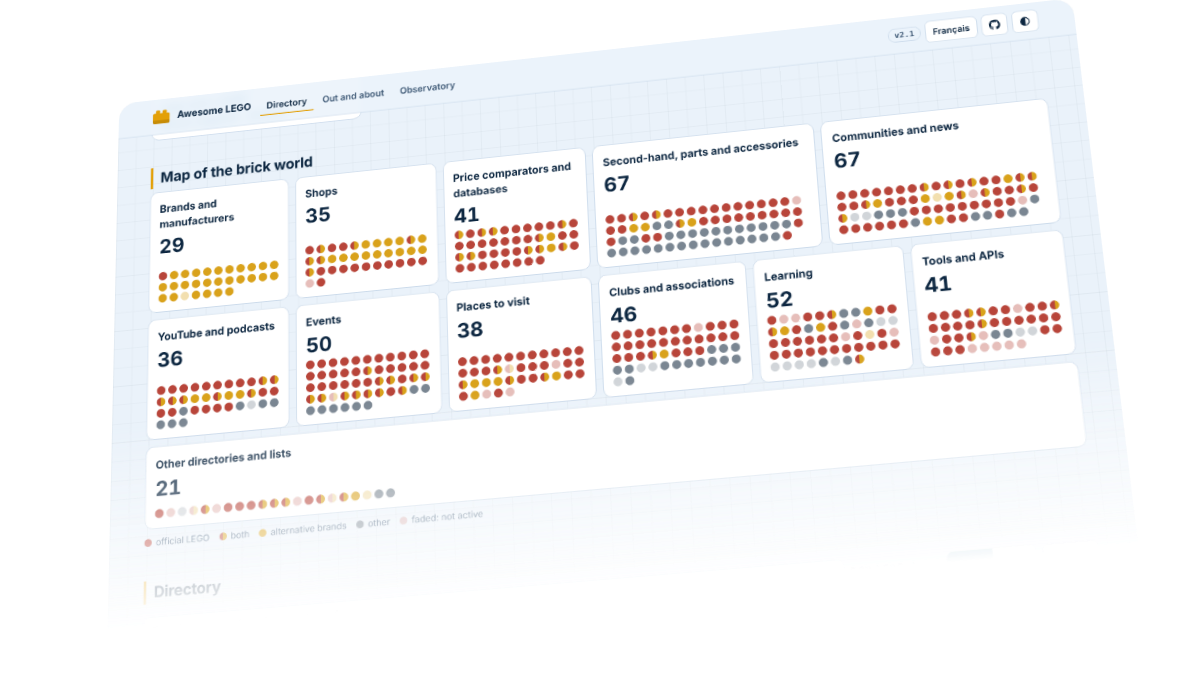 Awesome LEGO
Directory
Out and about
Observatory
v2.1
Français
Map of the brick world
Brands and
manufacturers
29
Shops
35
Price comparators and
databases
41
Second-hand, parts and accessories
67
Communities and news
67
YouTube and podcasts
36
Events
50
Places to visit
38
Clubs and associations
46
Learning
52
Tools and APIs
41
Other directories and lists
21
official LEGO
both
alternative brands
other
faded: not active
Directory